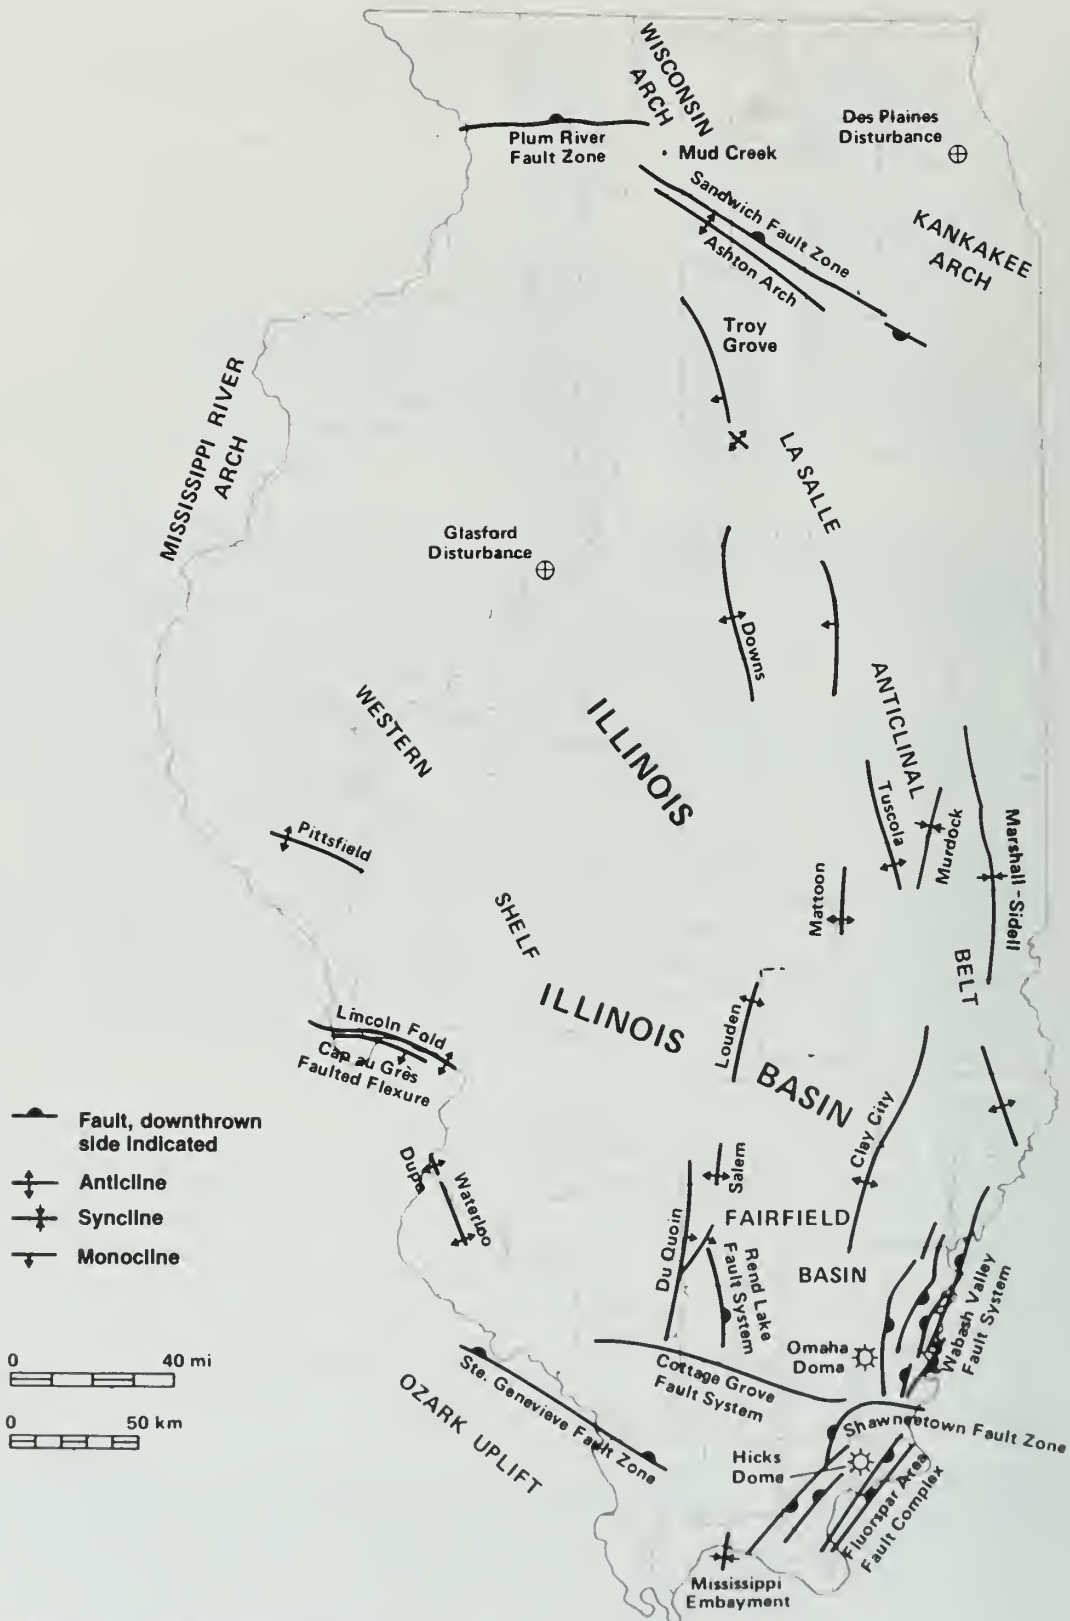 WISCONSIN
ARCH
Des Plaines
Disturbance
Plum River
Fault Zone
Mud Creek
Sandwich Fault Zone
Ashton Arch
KANKAKEE
ARCH
Troy
Grove
MISSISSIPPI RIVER
ARCH
LA SALLE
ANTICLINAL
BELT
Glasford
Disturbance
Downs
WESTERN
SHELF
ILLINOIS
Tuscola
Murdock
Marshall - Sidell
Pittsfield
Mattoon
ILLINOIS
BASIN
Louden
Lincoln Fold
Cap au Grès
Faulted Flexure
Clay City
Fault, downthrown
side indicated
Anticline
Syncline
Monocline
Dupo
Waterloo
Salem
Du Quoin
FAIRFIELD
BASIN
Rend Lake
Fault System
Wabash Valley
Fault System
Omaha
Doma
0 40 mi
0 50 km
Cottage Grove
Fault System
Ste. Genevieve Fault Zone
OZARK UPLIFT
Shawneetown Fault Zone
Hicks
Dome
Fluorspar Area
Fault Complex
Mississippi
Embayment